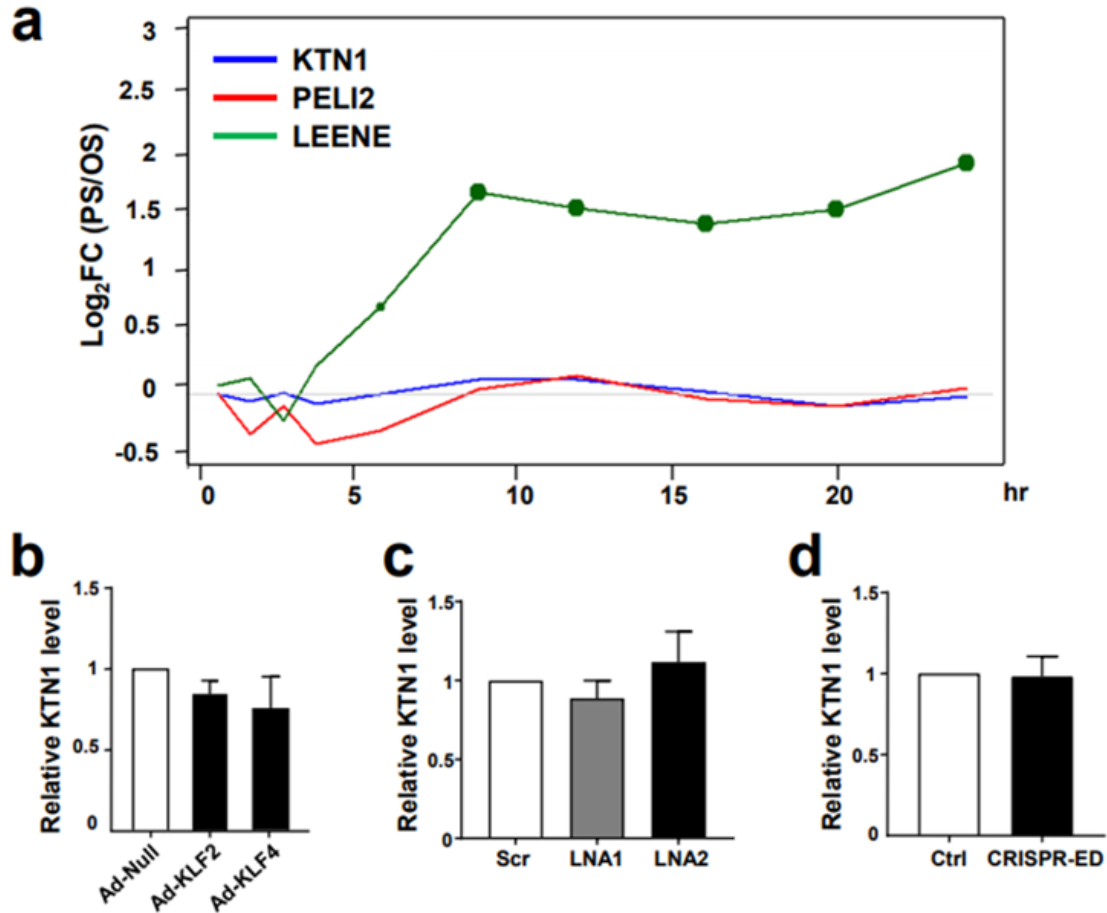 a
3
2.5
2
1.5
1
0.5
0
-0.5
Log₂FC (PS/OS)
KTN1
PELI2
LEENE
0 5 10 15 20 hr
b
Relative KTN1 level
1.5
1
0.5
0
Ad-Null Ad-KLF2 Ad-KLF4
c
Relative KTN1 level
1.5
1
0.5
0
Scr LNA1 LNA2
d
Relative KTN1 level
1.5
1
0.5
0
Ctrl CRISPR-ED